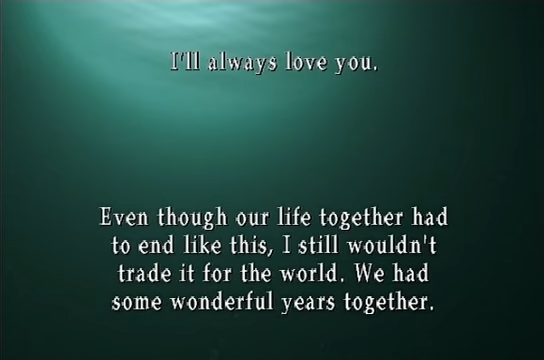 I'll always love you.
Even though our life together had
to end like this, I still wouldn't
trade it for the world. We had
some wonderful years together.